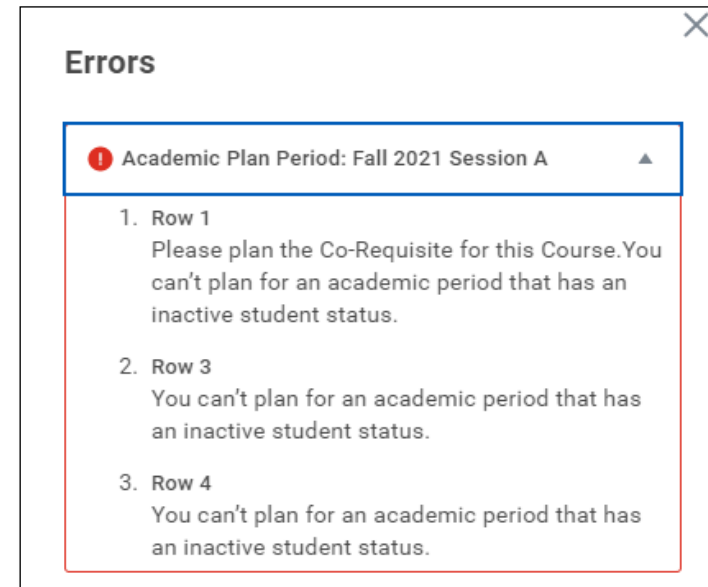 Errors
Academic Plan Period: Fall 2021 Session A
1. Row 1
Please plan the Co-Requisite for this Course.You
can't plan for an academic period that has an
inactive student status.
2. Row 3
You can't plan for an academic period that has
an inactive student status.
3. Row 4
You can't plan for an academic period that has
an inactive student status.